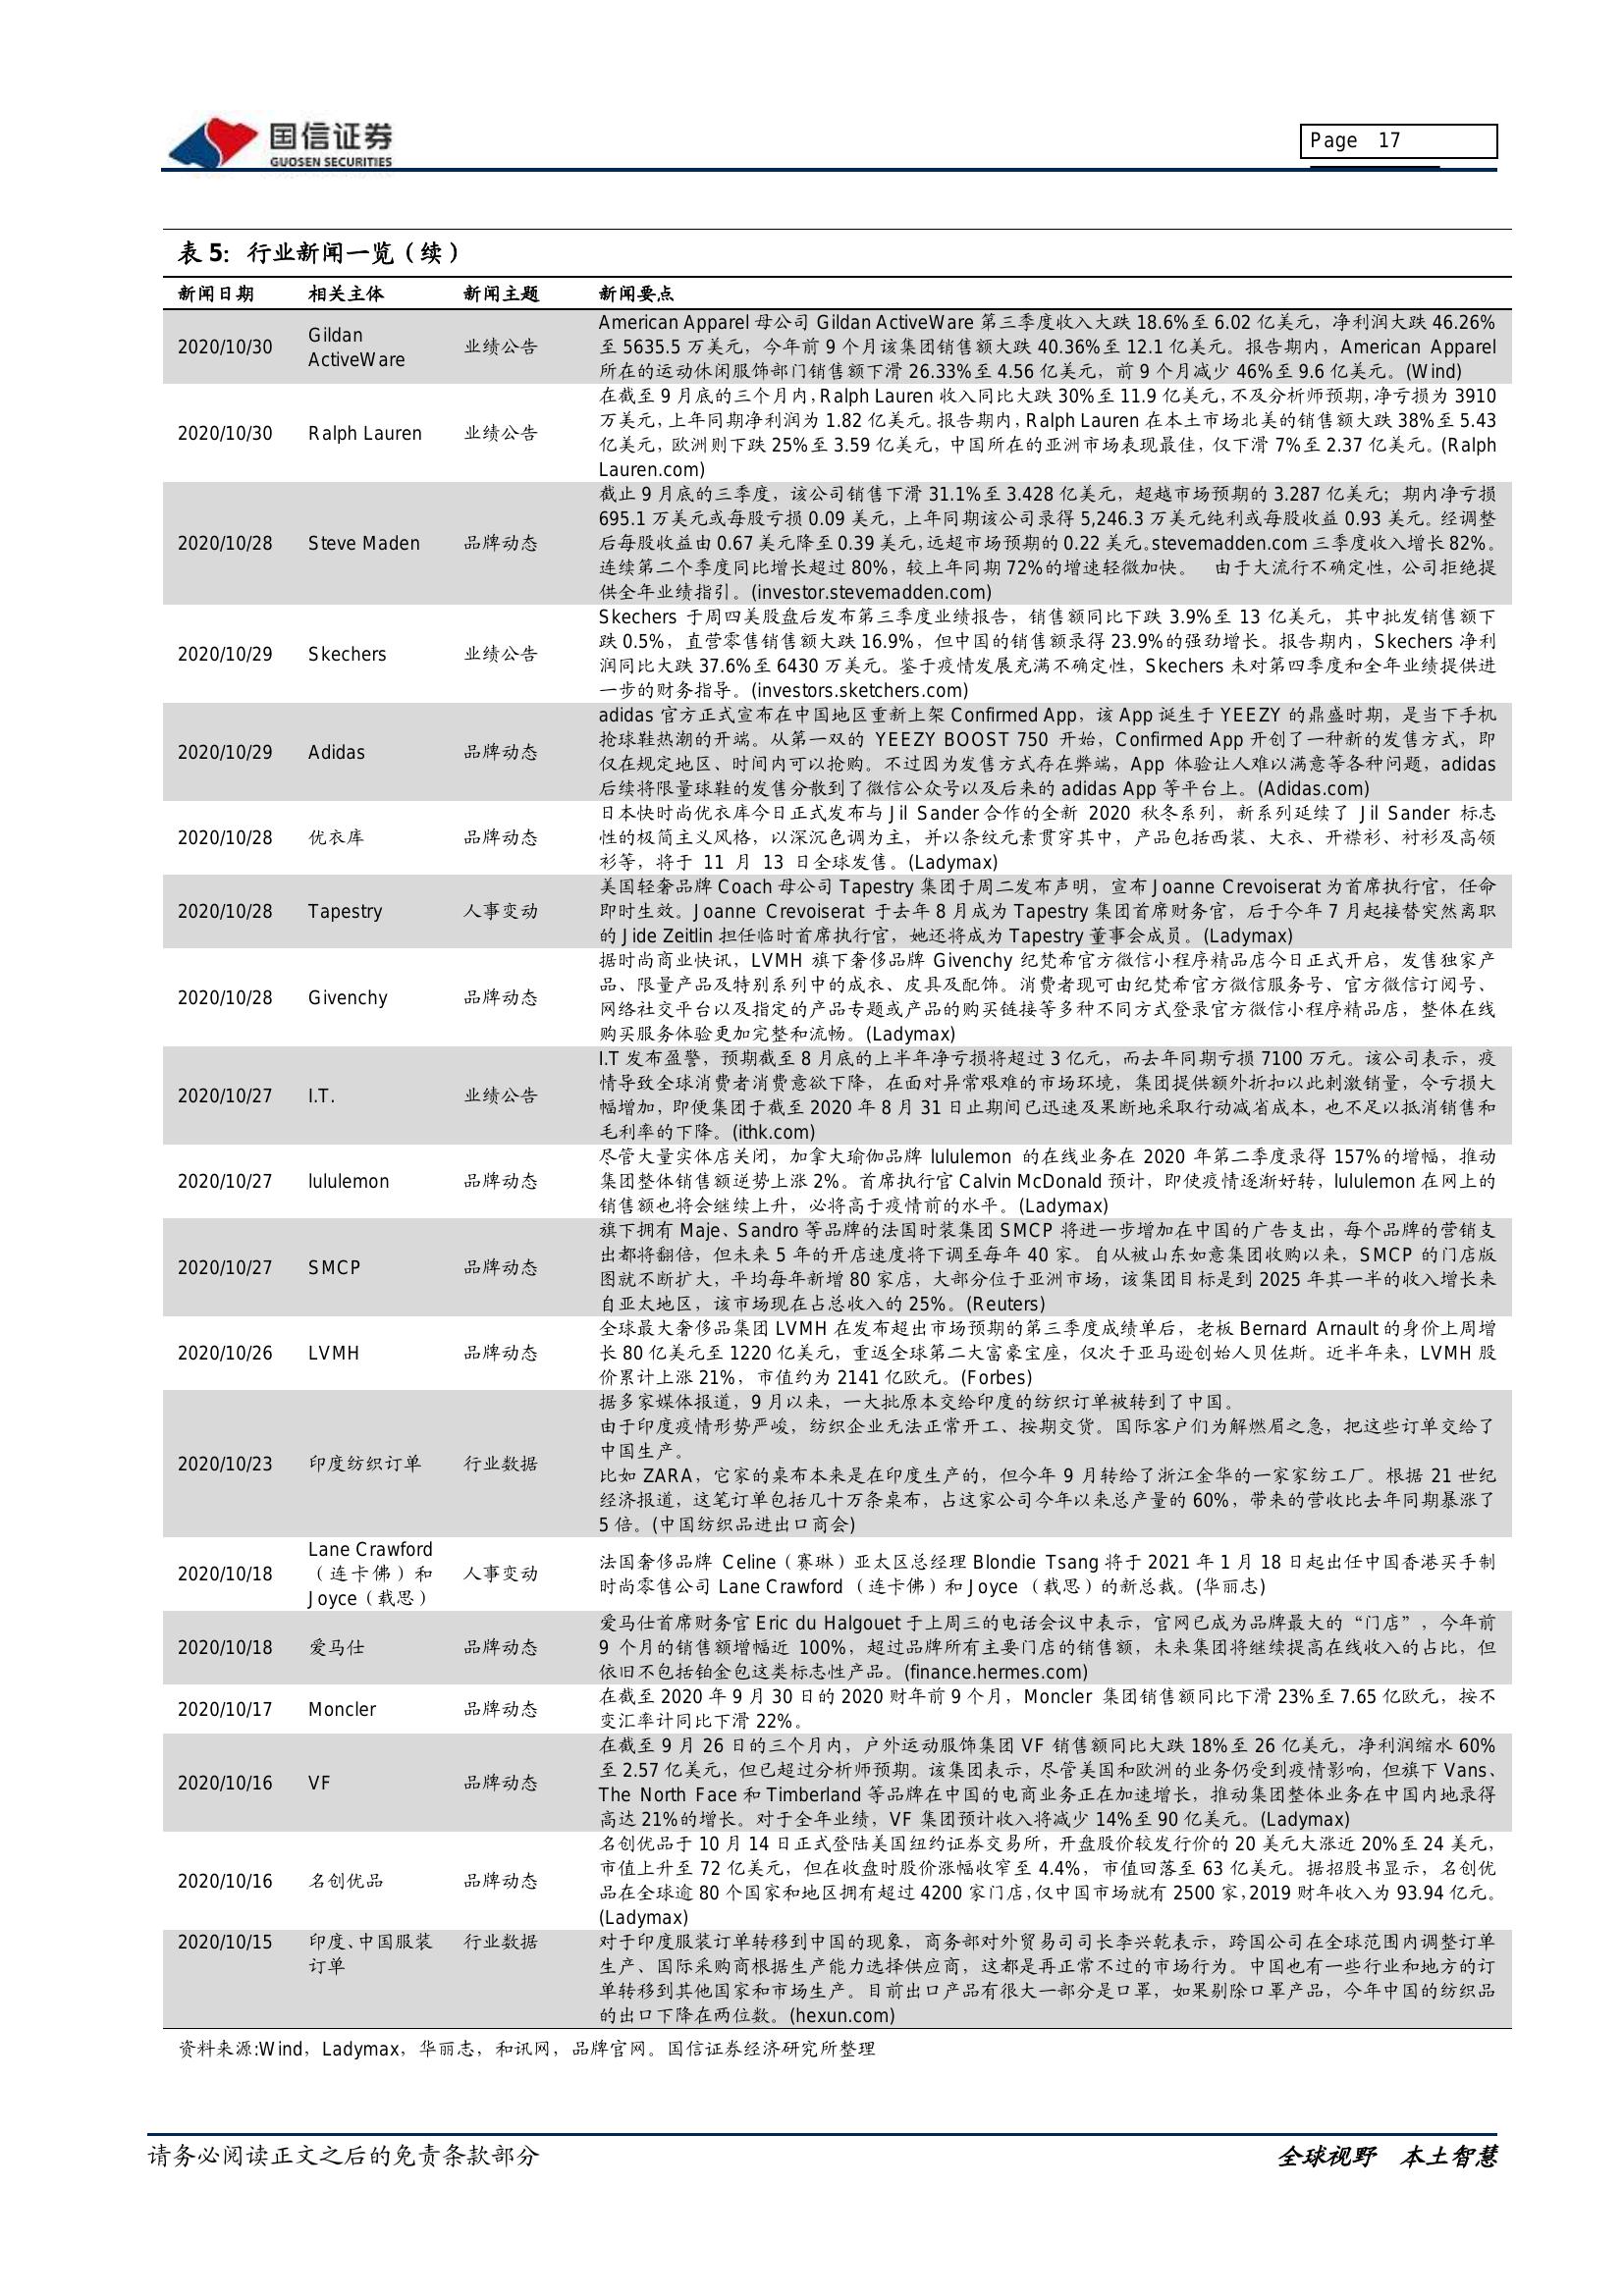 国信证券
GUOSEN SECURITIES
Page 17
表 5：行业新闻一览（续）
新闻日期 相关主体 新闻主题 新闻要点
2020/10/30 Gildan ActiveWare 业绩公告
American Apparel 母公司 Gildan ActiveWare 第三季度收入大跌 18.6%至 6.02 亿美元，净利润大跌 46.26%
至 5635.5 万美元，今年前 9 个月该集团销售额大跌 40.36%至 12.1 亿美元。报告期内，American Apparel
所在的运动休闲服饰部门销售额下滑 26.33%至 4.56 亿美元，前 9 个月减少 46%至 9.6 亿美元。(Wind)
2020/10/30 Ralph Lauren 业绩公告
在截至 9 月底的三个月内，Ralph Lauren 收入同比大跌 30%至 11.9 亿美元，不及分析师预期，净亏损为 3910
万美元，上年同期净利润为 1.82 亿美元。报告期内，Ralph Lauren 在本土市场北美的销售额大跌 38%至 5.43
亿美元，欧洲则下跌 25%至 3.59 亿美元，中国所在的亚洲市场表现最佳，仅下滑 7%至 2.37 亿美元。(Ralph
Lauren.com)
2020/10/28 Steve Maden 品牌动态
截止 9 月底的三季度，该公司销售下滑 31.1%至 3.428 亿美元，超越市场预期的 3.287 亿美元；期内净亏损
695.1 万美元或每股亏损 0.09 美元，上年同期该公司录得 5,246.3 万美元纯利或每股收益 0.93 美元。经调整
后每股收益由 0.67 美元降至 0.39 美元，远超市场预期的 0.22 美元。stevemadden.com 三季度收入增长 82%。
连续第二个季度同比增长超过 80%，较上年同期 72%的增速轻微加快。 由于大流行不确定性，公司拒绝提
供全年业绩指引。(investor.stevemadden.com)
2020/10/29 Skechers 业绩公告
Skechers 于周四美股盘后发布第三季度业绩报告，销售额同比下跌 3.9%至 13 亿美元，其中批发销售额下
跌 0.5%，直营零售销售额大跌 16.9%，但中国的销售额录得 23.9%的强劲增长。报告期内，Skechers 净利
润同比大跌 37.6%至 6430 万美元。鉴于疫情发展充满不确定性，Skechers 未对第四季度和全年业绩提供进
一步的财务指导。(investors.sketchers.com)
2020/10/29 Adidas 品牌动态
adidas 官方正式宣布在中国地区重新上架 Confirmed App，该 App 诞生于 YEEZY 的鼎盛时期，是当下手机
抢球鞋热潮的开端。从第一双的 YEEZY BOOST 750 开始，Confirmed App 开创了一种新的发售方式，即
仅在规定地区、时间内可以抢购。不过因为发售方式存在弊端，App 体验让人难以满意等各种问题，adidas
后续将限量球鞋的发售分散到了微信公众号以及后来的 adidas App 等平台上。(Adidas.com)
2020/10/28 优衣库 品牌动态
日本快时尚优衣库今日正式发布与 Jil Sander 合作的全新 2020 秋冬系列，新系列延续了 Jil Sander 标志
性的极简主义风格，以深沉色调为主，并以条纹元素贯穿其中，产品包括西装、大衣、开襟衫、衬衫及高领
衫等，将于 11 月 13 日全球发售。(Ladymax)
2020/10/28 Tapestry 人事变动
美国轻奢品牌 Coach 母公司 Tapestry 集团于周二发布声明，宣布 Joanne Crevoiserat 为首席执行官，任命
即时生效。Joanne Crevoiserat 于去年 8 月成为 Tapestry 集团首席财务官，后于今年 7 月起接替突然离职
的 Jide Zeitlin 担任临时首席执行官，她还将成为 Tapestry 董事会成员。(Ladymax)
2020/10/28 Givenchy 品牌动态
据时尚商业快讯，LVMH 旗下奢侈品牌 Givenchy 纪梵希官方微信小程序精品店今日正式开启，发售独家产
品、限量产品及特别系列中的成衣、皮具及配饰。消费者现可由纪梵希官方微信服务号、官方微信订阅号、
网络社交平台以及指定的产品专题或产品的购买链接等多种不同方式登录官方微信小程序精品店，整体在线
购买服务体验更加完整和流畅。(Ladymax)
2020/10/27 I.T. 业绩公告
I.T 发布盈警，预期截至 8 月底的上半年净亏损将超过 3 亿元，而去年同期亏损 7100 万元。该公司表示，疫
情导致全球消费者消费意欲下降，在面对异常艰难的市场环境，集团提供额外折扣以此刺激销量，令亏损大
幅增加，即便集团于截至 2020 年 8 月 31 日止期间已迅速及果断地采取行动减省成本，也不足以抵消销售和
毛利率的下降。(ithk.com)
2020/10/27 lululemon 品牌动态
尽管大量实体店关闭，加拿大瑜伽品牌 lululemon 的在线业务在 2020 年第二季度录得 157%的增幅，推动
集团整体销售额逆势上涨 2%。首席执行官 Calvin McDonald 预计，即使疫情逐渐好转，lululemon 在网上的
销售额也将会继续上升，必将高于疫情前的水平。(Ladymax)
2020/10/27 SMCP 品牌动态
旗下拥有 Maje、Sandro 等品牌的法国时装集团 SMCP 将进一步增加在中国的广告支出，每个品牌的营销支
出都将翻倍，但未来 5 年的开店速度将下调至每年 40 家。自从被山东如意集团收购以来，SMCP 的门店版
图就不断扩大，平均每年新增 80 家店，大部分位于亚洲市场，该集团目标是到 2025 年其一半的收入增长来
自亚太地区，该市场现在占总收入的 25%。(Reuters)
2020/10/26 LVMH 品牌动态
全球最大奢侈品集团 LVMH 在发布超出市场预期的第三季度成绩单后，老板 Bernard Arnault 的身价上周增
长 80 亿美元至 1220 亿美元，重返全球第二大富豪宝座，仅次于亚马逊创始人贝佐斯。近半年来，LVMH 股
价累计上涨 21%，市值约为 2141 亿欧元。(Forbes)
2020/10/23 印度纺织订单 行业数据
据多家媒体报道，9 月以来，一大批原本交给印度的纺织订单被转到了中国。
由于印度疫情形势严峻，纺织企业无法正常开工、按期交货。国际客户们为解燃眉之急，把这些订单交给了
中国生产。
比如 ZARA，它家的桌布本来是在印度生产的，但今年 9 月转给了浙江金华的一家家纺工厂。根据 21 世纪
经济报道，这笔订单包括几十万条桌布，占这家公司今年以来总产量的 60%，带来的营收比去年同期暴涨了
5 倍。(中国纺织品进出口商会)
2020/10/18 Lane Crawford（连卡佛）和 Joyce（载思） 人事变动
法国奢侈品牌 Celine（赛琳）亚太区总经理 Blondie Tsang 将于 2021 年 1 月 18 日起出任中国香港买手制
时尚零售公司 Lane Crawford （连卡佛）和 Joyce （载思）的新总裁。(华丽志)
2020/10/18 爱马仕 品牌动态
爱马仕首席财务官 Eric du Halgouet 于上周三的电话会议中表示，官网已成为品牌最大的“门店”，今年前
9 个月的销售额增幅近 100%，超过品牌所有主要门店的销售额，未来集团将继续提高在线收入的占比，但
依旧不包括铂金包这类标志性产品。(finance.hermes.com)
2020/10/17 Moncler 品牌动态
在截至 2020 年 9 月 30 日的 2020 财年前 9 个月，Moncler 集团销售额同比下滑 23%至 7.65 亿欧元，按不
变汇率计同比下滑 22%。
2020/10/16 VF 品牌动态
在截至 9 月 26 日的三个月内，户外运动服饰集团 VF 销售额同比大跌 18%至 26 亿美元，净利润缩水 60%
至 2.57 亿美元，但已超过分析师预期。该集团表示，尽管美国和欧洲的业务仍受到疫情影响，但旗下 Vans、
The North Face 和 Timberland 等品牌在中国的电商业务正在加速增长，推动集团整体业务在中国内地录得
高达 21%的增长。对于全年业绩，VF 集团预计收入将减少 14%至 90 亿美元。(Ladymax)
2020/10/16 名创优品 品牌动态
名创优品于 10 月 14 日正式登陆美国纽约证券交易所，开盘股价较发行价的 20 美元大涨近 20%至 24 美元，
市值上升至 72 亿美元，但在收盘时股价涨幅收窄至 4.4%，市值回落至 63 亿美元。据招股书显示，名创优
品在全球逾 80 个国家和地区拥有超过 4200 家门店，仅中国市场就有 2500 家，2019 财年收入为 93.94 亿元。
(Ladymax)
2020/10/15 印度、中国服装订单 行业数据
对于印度服装订单转移到中国的现象，商务部对外贸易司司长李兴乾表示，跨国公司在全球范围内调整订单
生产、国际采购商根据生产能力选择供应商，这都是再正常不过的市场行为。中国也有一些行业和地方的订
单转移到其他国家和市场生产。目前出口产品有很大一部分是口罩，如果剔除口罩产品，今年中国的纺织品
的出口下降在两位数。(hexun.com)
资料来源:Wind，Ladymax，华丽志，和讯网，品牌官网。国信证券经济研究所整理
请务必阅读正文之后的免责条款部分
全球视野 本土智慧